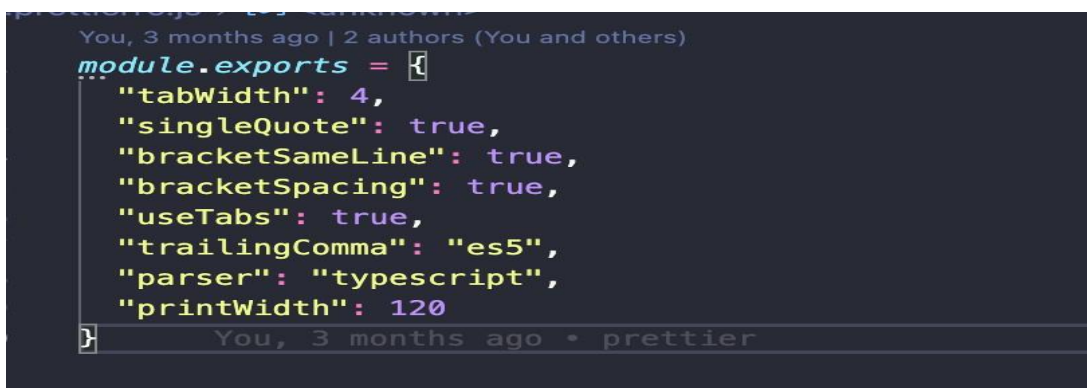 You, 3 months ago | 2 authors (You and others)
module.exports = {
"tabWidth": 4,
"singleQuote": true,
"bracketSameLine": true,
"bracketSpacing": true,
"useTabs": true,
"trailingComma": "es5",
"parser": "typescript",
"printWidth": 120
} You, 3 months ago • prettier